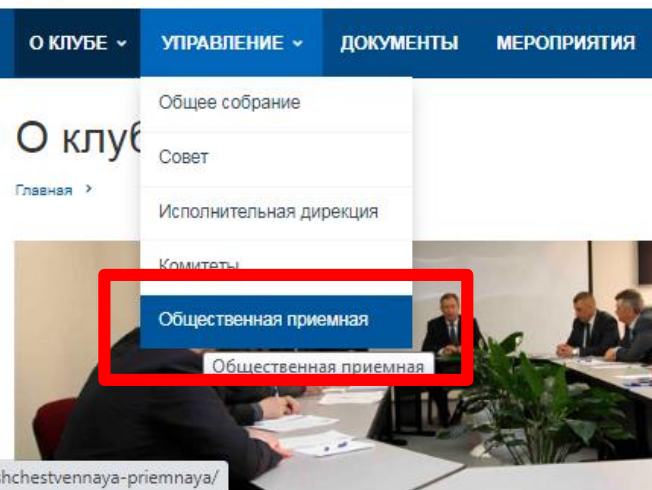 О КЛУБЕ УПРАВЛЕНИЕ ДОКУМЕНТЫ МЕРОПРИЯТИЯ
Общее собрание
О клуб
Совет
Главная >
Исполнительная дирекция
Комитеты
Общественная приемная
Общественная приемная
hchestvennaya-priemnaya/